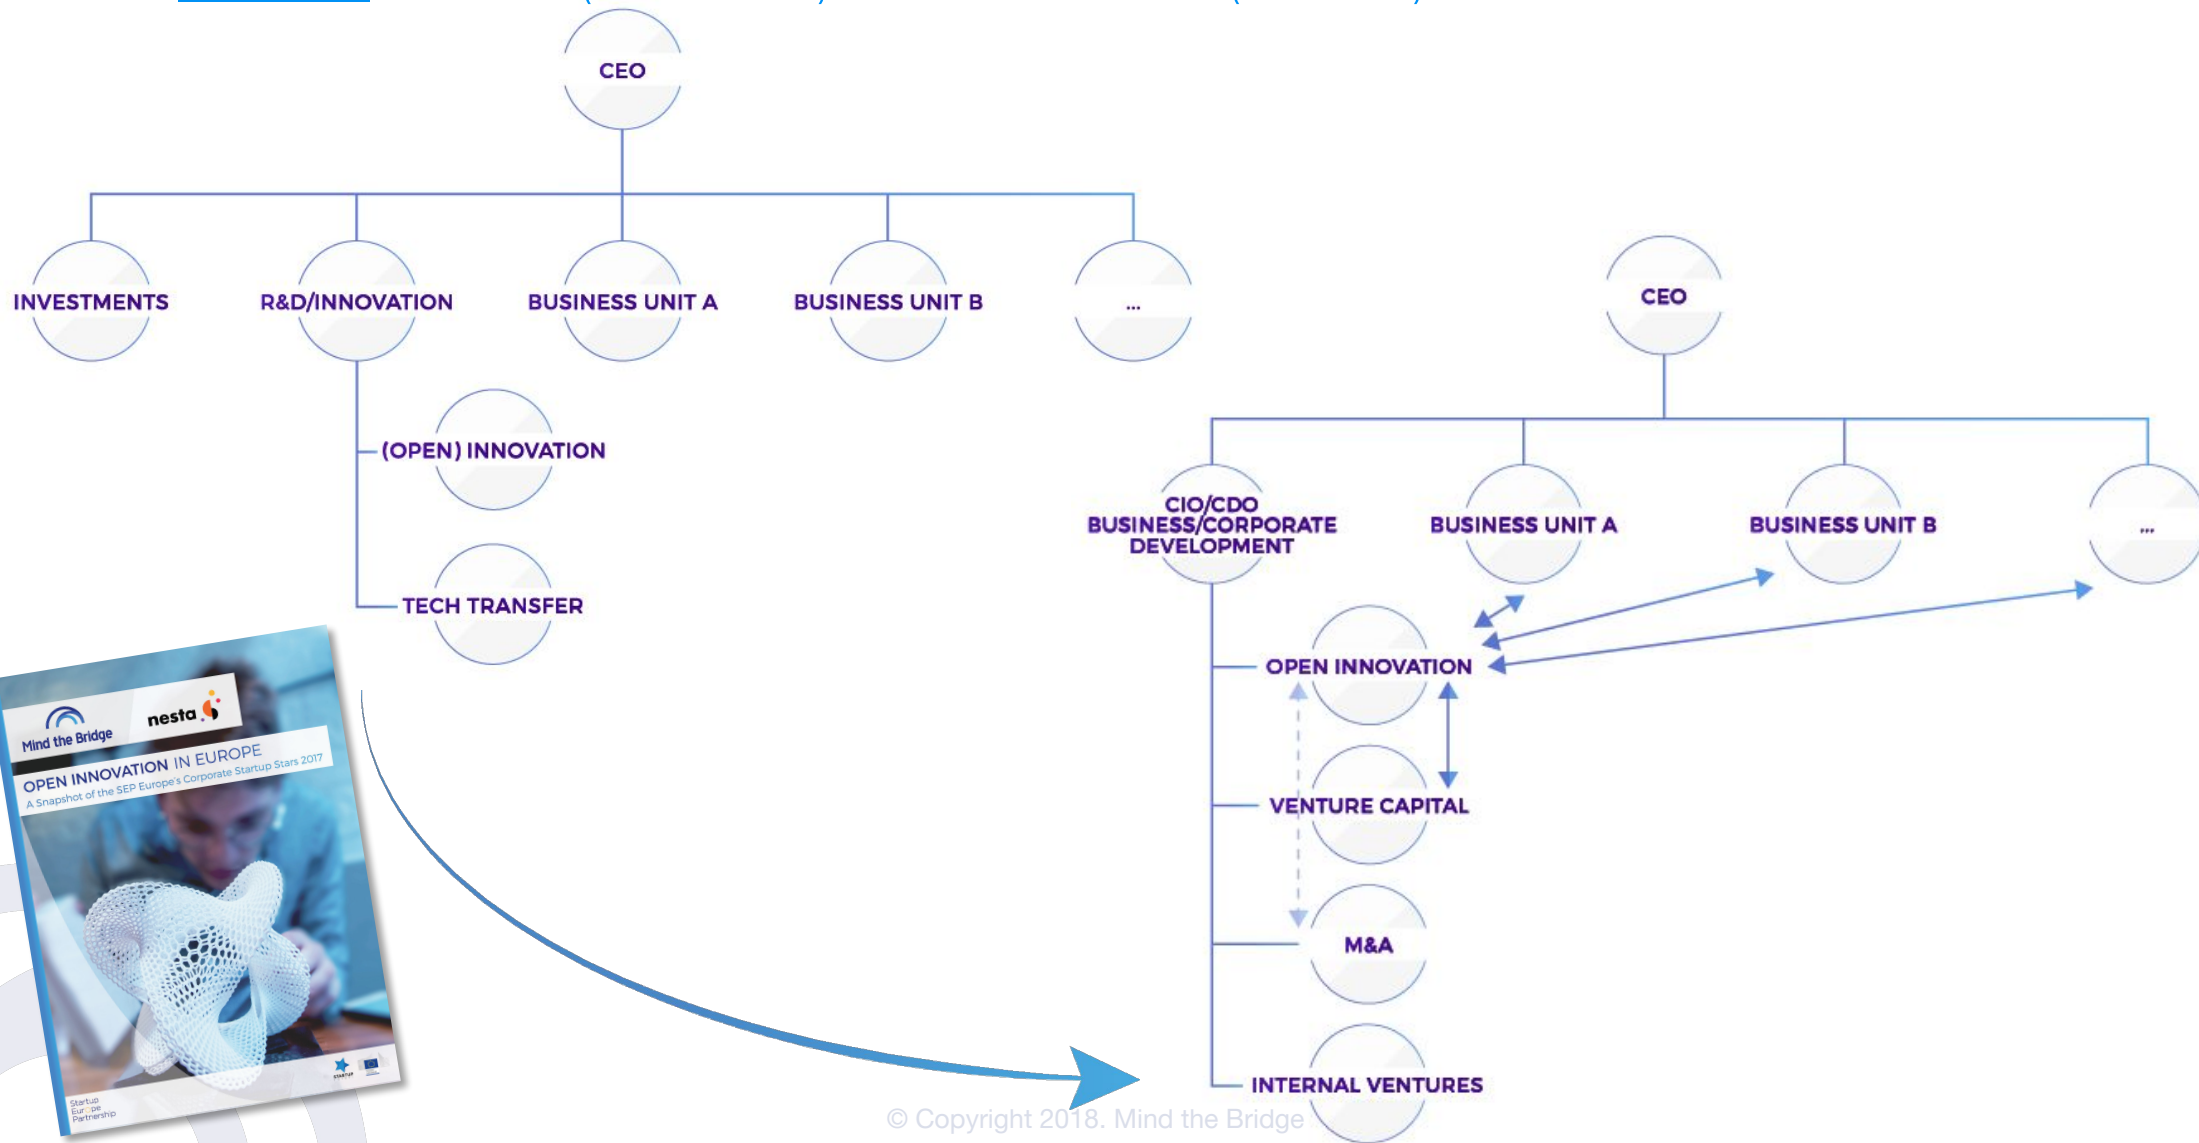 CEO
INVESTMENTS
R&D/INNOVATION
BUSINESS UNIT A
BUSINESS UNIT B
...
(OPEN) INNOVATION
TECH TRANSFER
CEO
CIO/CDO
BUSINESS/CORPORATE
DEVELOPMENT
BUSINESS UNIT A
BUSINESS UNIT B
...
OPEN INNOVATION
VENTURE CAPITAL
M&A
INTERNAL VENTURES
Mind the Bridge
nesta
OPEN INNOVATION IN EUROPE
A Snapshot of the SEP Europe's Corporate Startup Stars 2017
Startup
Europe
Partnership
© Copyright 2018. Mind the Bridge